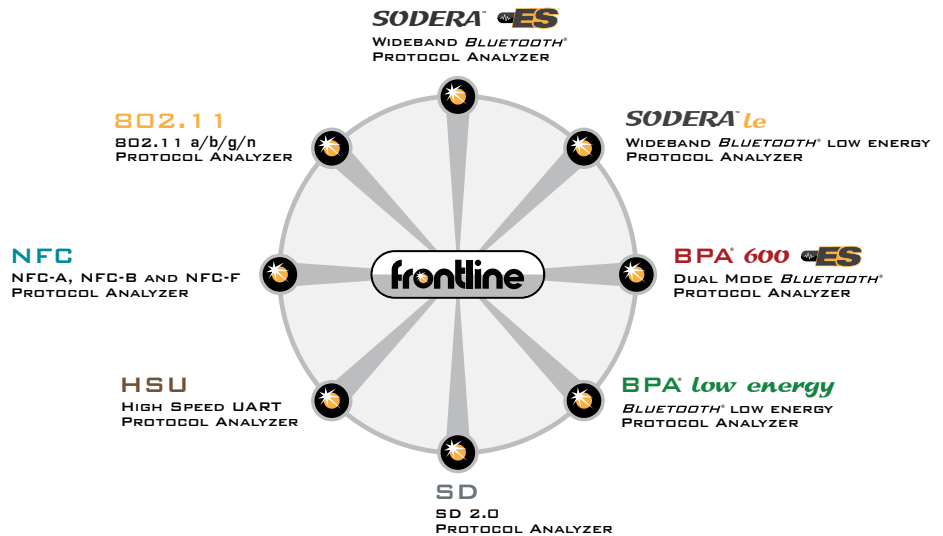 SODERA™ ES
WIDEBAND BLUETOOTH®
PROTOCOL ANALYZER
802.11
802.11 a/b/g/n
PROTOCOL ANALYZER
SODERA™ le
WIDEBAND BLUETOOTH® LOW ENERGY
PROTOCOL ANALYZER
NFC
NFC-A, NFC-B AND NFC-F
PROTOCOL ANALYZER
frontline
BPA® 600 ES
DUAL MODE BLUETOOTH®
PROTOCOL ANALYZER
HSU
HIGH SPEED UART
PROTOCOL ANALYZER
BPA® low energy
BLUETOOTH® LOW ENERGY
PROTOCOL ANALYZER
SD
SD 2.0
PROTOCOL ANALYZER